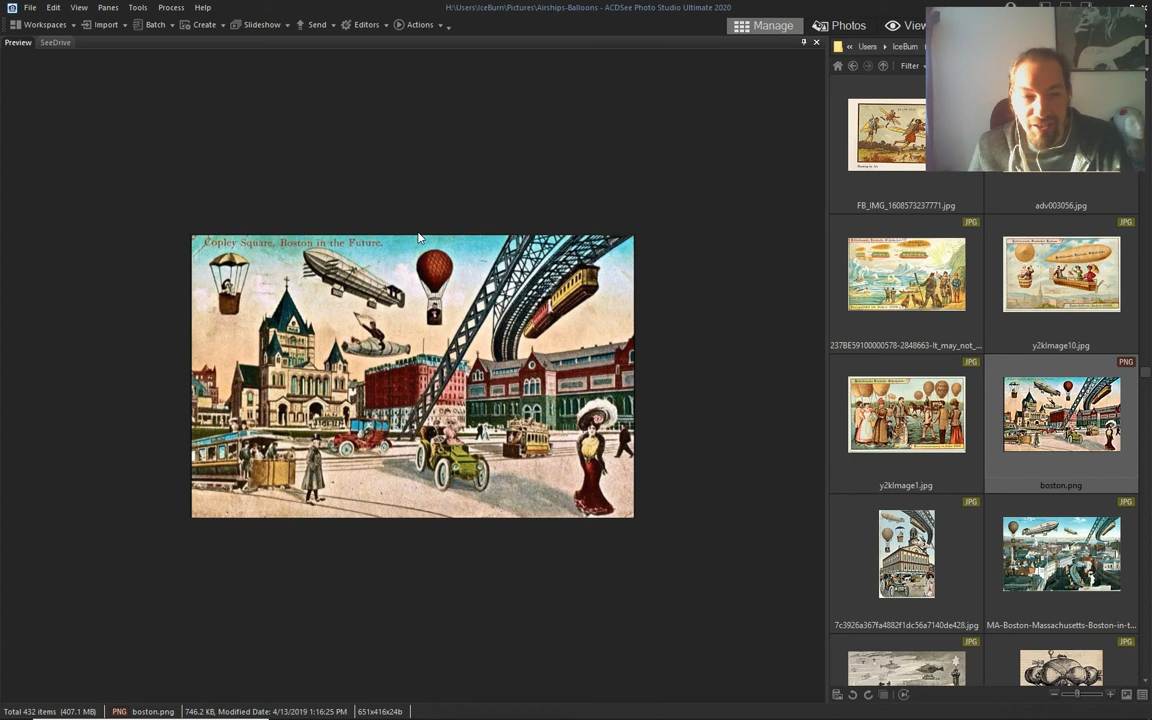 H:\Users\IceBurn\Pictures\Airships-Balloons - ACDSee Photo Studio Ultimate 2020
File Edit View Panes Tools Process Help
Workspaces Import Batch Create Slideshow Send Editors Actions
Manage Photos View
Preview SeeDrive
« Users IceBurn
Filter
FB_IMG_1608573237771.jpg adv003056.jpg
JPG JPG
237BE59100000578-2848663-It_may_not_... y2kImage10.jpg
JPG PNG
y2kImage1.jpg boston.png
JPG JPG
7c3926a367fa4882f1dc56a7140de428.jpg MA-Boston-Massachusetts-Boston-in-t...
JPG JPG
Copley Square, Boston in the Future.
Total 432 items (407.1 MB) PNG boston.png 746.2 KB, Modified Date: 4/13/2019 1:16:25 PM 651x416x24b